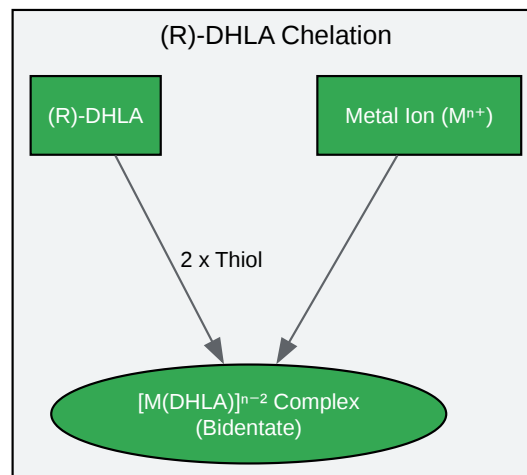 (R)-DHLA Chelation
(R)-DHLA
Metal Ion (Mⁿ⁺)
2 x Thiol
[M(DHLA)]ⁿ⁻² Complex
(Bidentate)